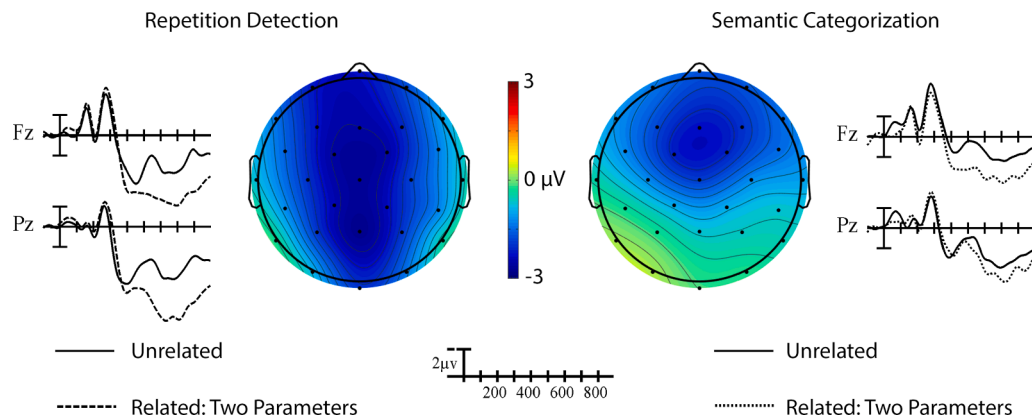 Repetition Detection
Semantic Categorization
Fz
Pz
3
0 μV
-3
Fz
Pz
Unrelated
Related: Two Parameters
2μv
200 400 600 800
Unrelated
Related: Two Parameters